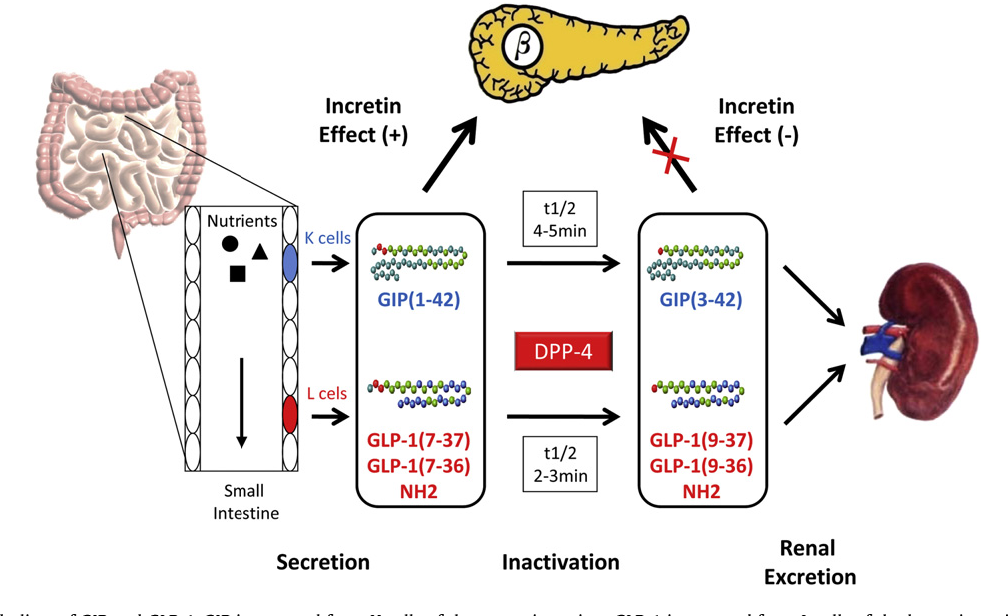 β
Incretin
Effect (+)
Incretin
Effect (-)
Nutrients
K cells
t1/2
4-5min
GIP(1-42)
GIP(3-42)
DPP-4
L cels
GLP-1(7-37)
GLP-1(7-36)
NH2
t1/2
2-3min
GLP-1(9-37)
GLP-1(9-36)
NH2
Small
Intestine
Secretion
Inactivation
Renal
Excretion